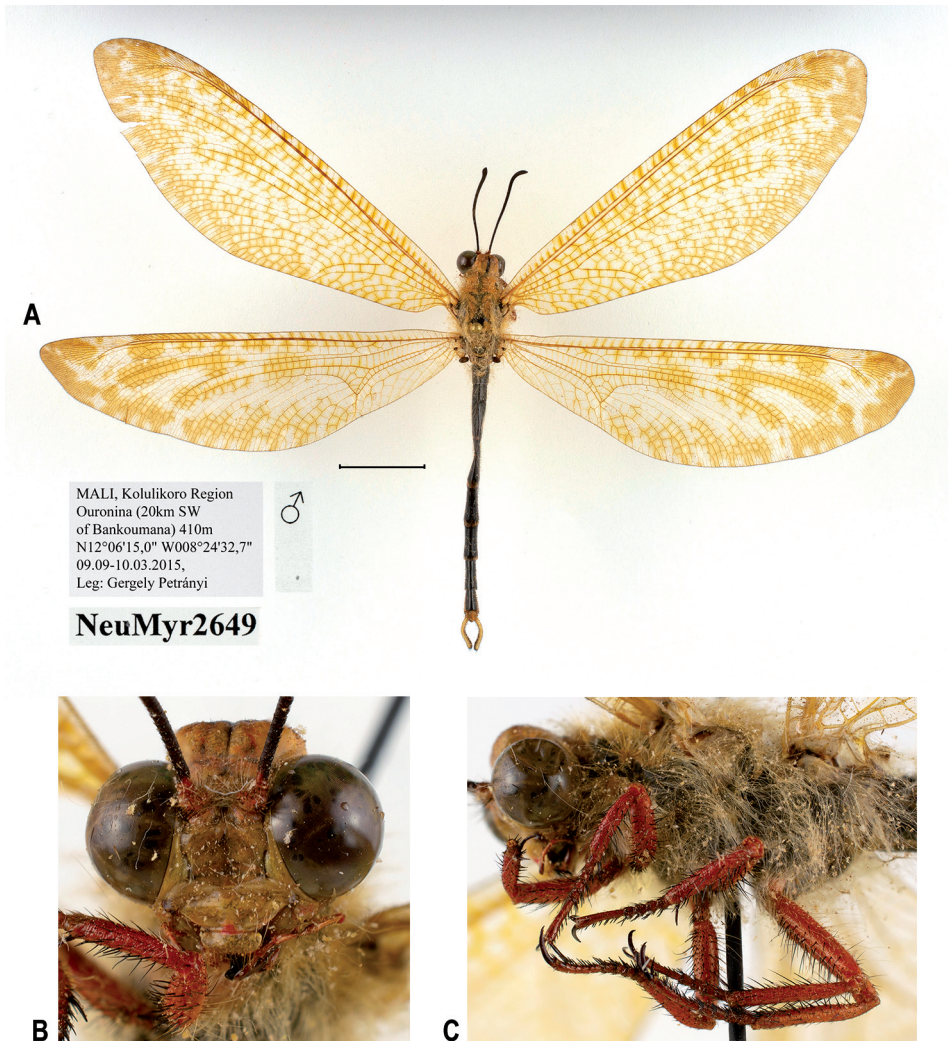 A
MALI, Kolulikoro Region
Ouronina (20km SW
of Bankoumana) 410m
N12°06'15,0" W008°24'32,7"
09.09-10.03.2015,
Leg: Gergely Petrányi
♂
NeuMyr2649
B
C